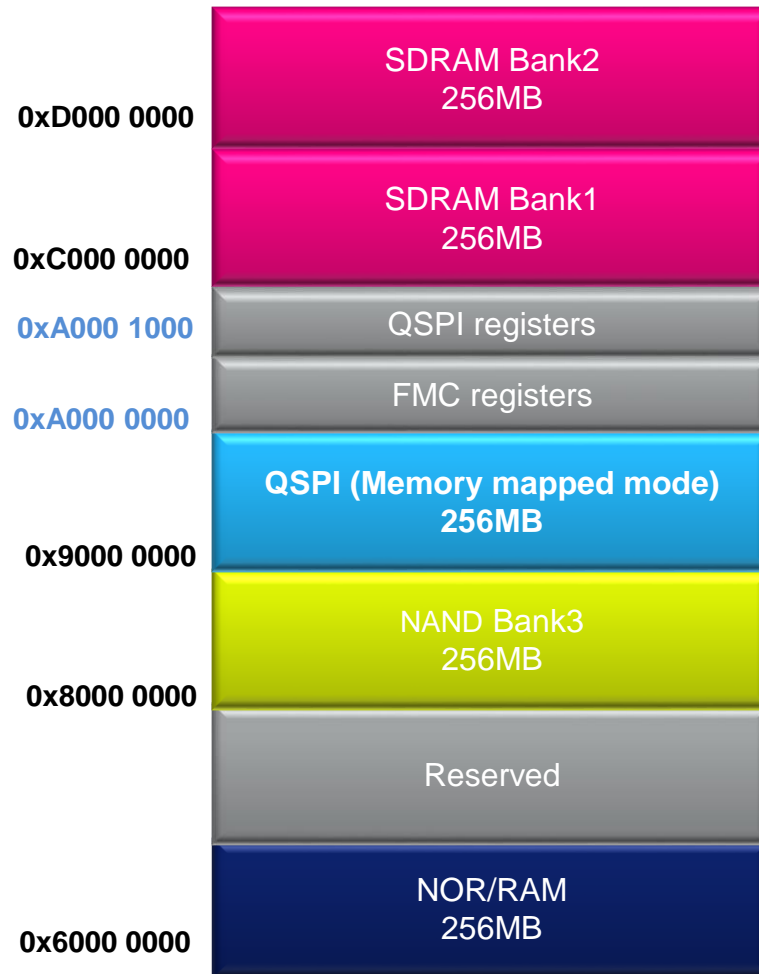 SDRAM Bank2
256MB
0xD000 0000
SDRAM Bank1
256MB
0xC000 0000
QSPI registers
0xA000 1000
FMC registers
0xA000 0000
QSPI (Memory mapped mode)
256MB
0x9000 0000
NAND Bank3
256MB
0x8000 0000
Reserved
NOR/RAM
256MB
0x6000 0000